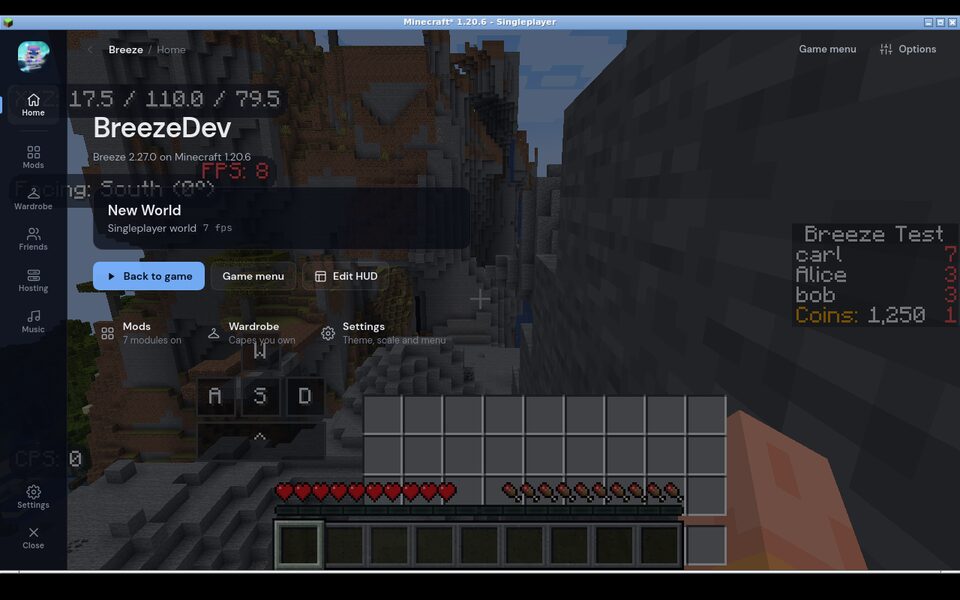 Minecraft* 1.20.6 - Singleplayer
Breeze / Home
Game menu
Options
Home
17.5 / 110.0 / 79.5
BreezeDev
Breeze 2.27.0 on Minecraft 1.20.6
FPS: 8
Mods
Facing: South (0°)
Wardrobe
New World
Singleplayer world 7 fps
Friends
Breeze Test
carl 7
Alice 3
bob 3
Coins: 1,250 1
Back to game
Game menu
Edit HUD
Hosting
Music
Mods
7 modules on
Wardrobe
Capes you own
Settings
Theme, scale and menu
W
A
S
D
^
CPS: 0
Settings
Close